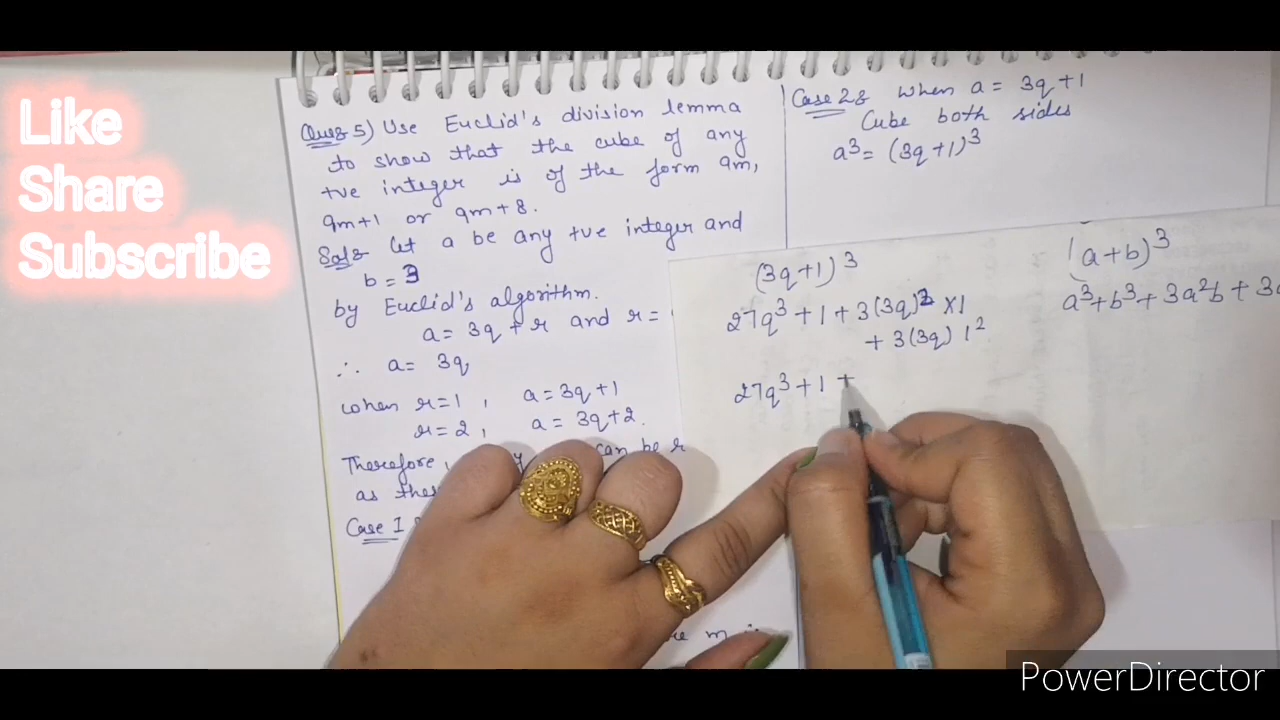 Like
Share
Subscribe
Ques 5) Use Euclid's division lemma
to show that the cube of any
+ve integer is of the form 9m,
9m+1 or 9m+8.
Sol: let a be any +ve integer and
b = 3
by Euclid's algorithm.
a = 3q + r and r =
∴ a = 3q
when r=1, a=3q+1
r=2, a=3q+2.
Therefore, can be
as
Case 1
m
Case 2: When a = 3q+1
Cube both sides
a³ = (3q+1)³
(3q+1)³
27q³ + 1 + 3(3q)² ×1
+ 3(3q) 1²
27q³ + 1 +
(a+b)³
a³+b³+3a²b+3a
PowerDirector